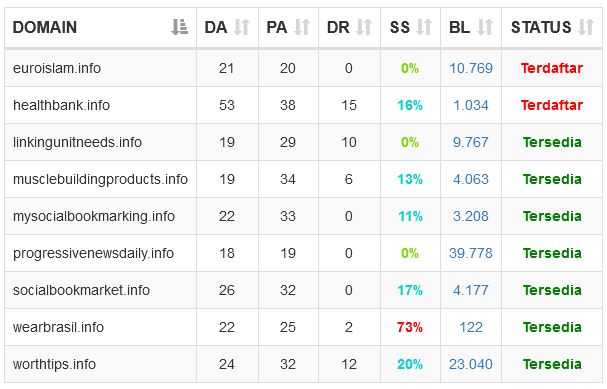 DOMAIN DA PA DR SS BL STATUS
euroislam.info 21 20 0 0% 10.769 Terdaftar
healthbank.info 53 38 15 16% 1.034 Terdaftar
linkingunitneeds.info 19 29 10 0% 9.767 Tersedia
musclebuildingproducts.info 19 34 6 13% 4.063 Tersedia
mysocialbookmarking.info 22 33 0 11% 3.208 Tersedia
progressivenewsdaily.info 18 19 0 0% 39.778 Tersedia
socialbookmarket.info 26 32 0 17% 4.177 Tersedia
wearbrasil.info 22 25 2 73% 122 Tersedia
worthtips.info 24 32 12 20% 23.040 Tersedia